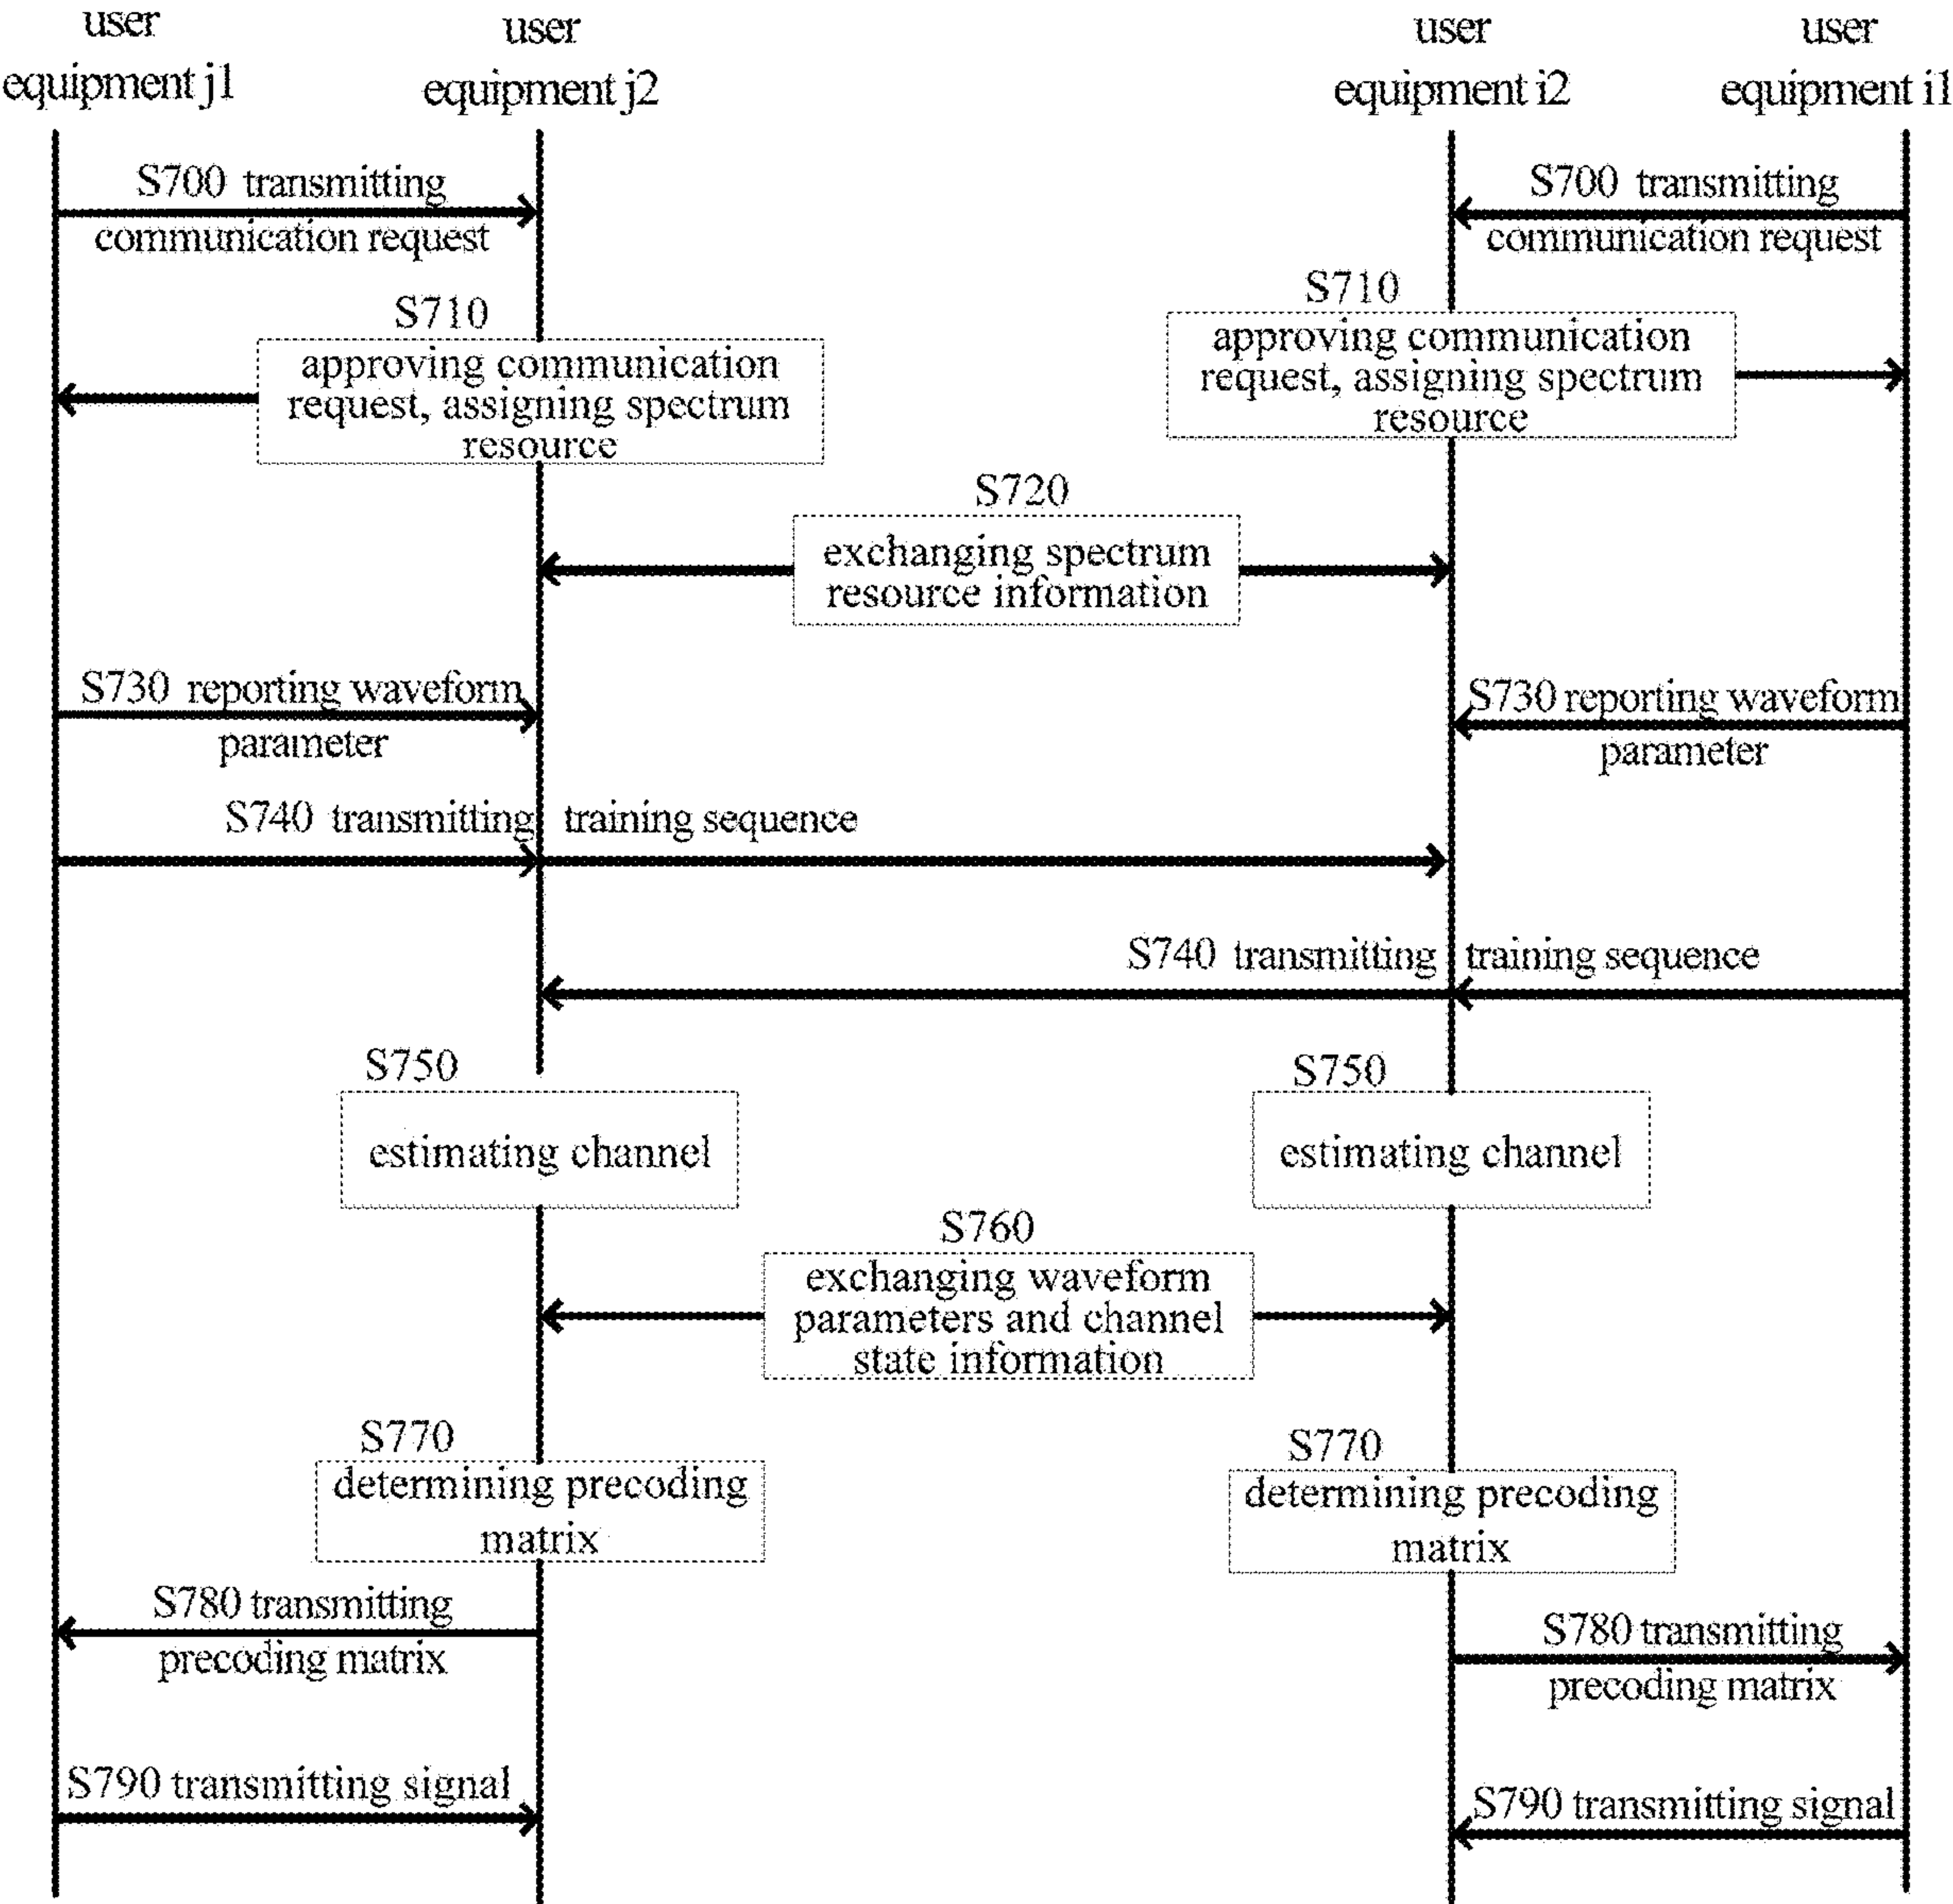 user
equipment j1
user
equipment j2
user
equipment i2
user
equipment i1
S700 transmitting
communication request
S700 transmitting
communication request
S710
approving communication
request, assigning spectrum
resource
S710
approving communication
request, assigning spectrum
resource
S720
exchanging spectrum
resource information
S730 reporting waveform
parameter
S730 reporting waveform
parameter
S740 transmitting training sequence
S740 transmitting training sequence
S750
estimating channel
S750
estimating channel
S760
exchanging waveform
parameters and channel
state information
S770
determining precoding
matrix
S770
determining precoding
matrix
S780 transmitting
precoding matrix
S780 transmitting
precoding matrix
S790 transmitting signal
S790 transmitting signal